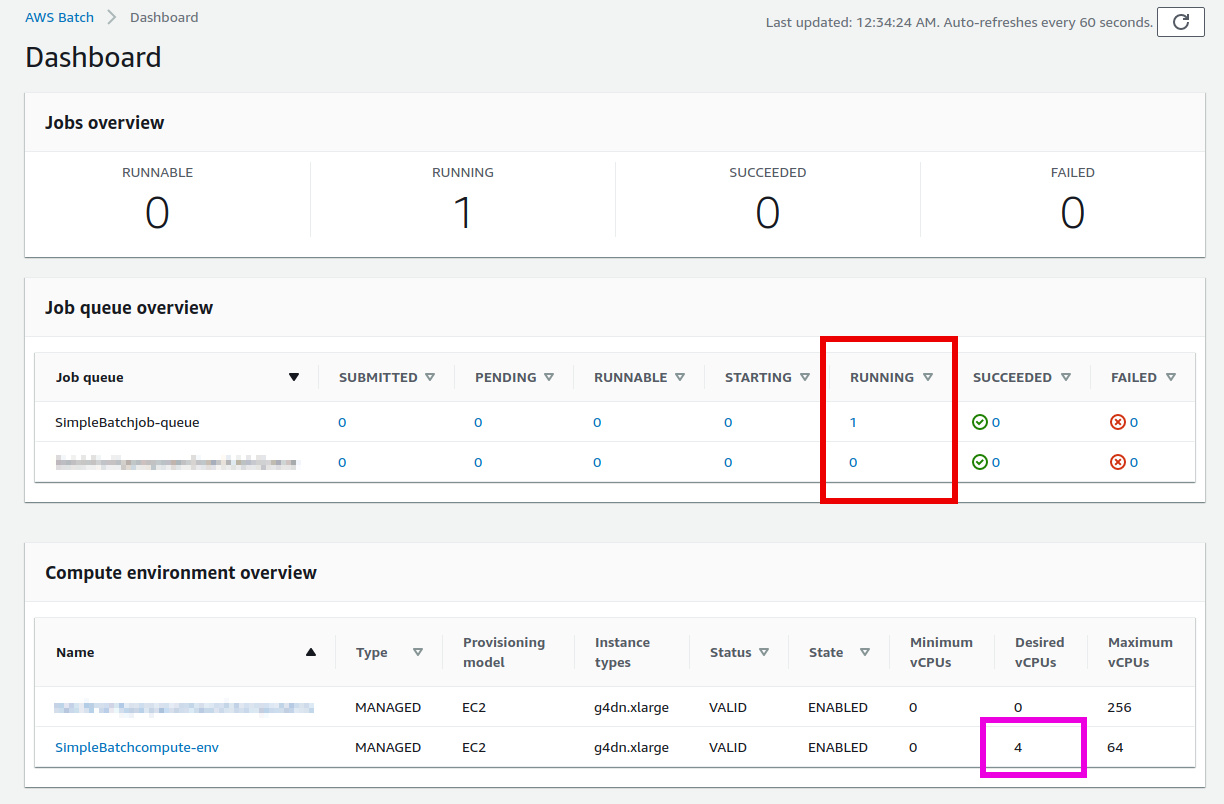 AWS Batch > Dashboard
Last updated: 12:34:24 AM. Auto-refreshes every 60 seconds.
Dashboard
Jobs overview
RUNNABLE RUNNING SUCCEEDED FAILED
0 1 0 0
Job queue overview
Job queue SUBMITTED PENDING RUNNABLE STARTING RUNNING SUCCEEDED FAILED
SimpleBatchjob-queue 0 0 0 0 1 0 0
0 0 0 0 0 0 0
Compute environment overview
Name Type Provisioning model Instance types Status State Minimum vCPUs Desired vCPUs Maximum vCPUs
MANAGED EC2 g4dn.xlarge VALID ENABLED 0 0 256
SimpleBatchcompute-env MANAGED EC2 g4dn.xlarge VALID ENABLED 0 4 64